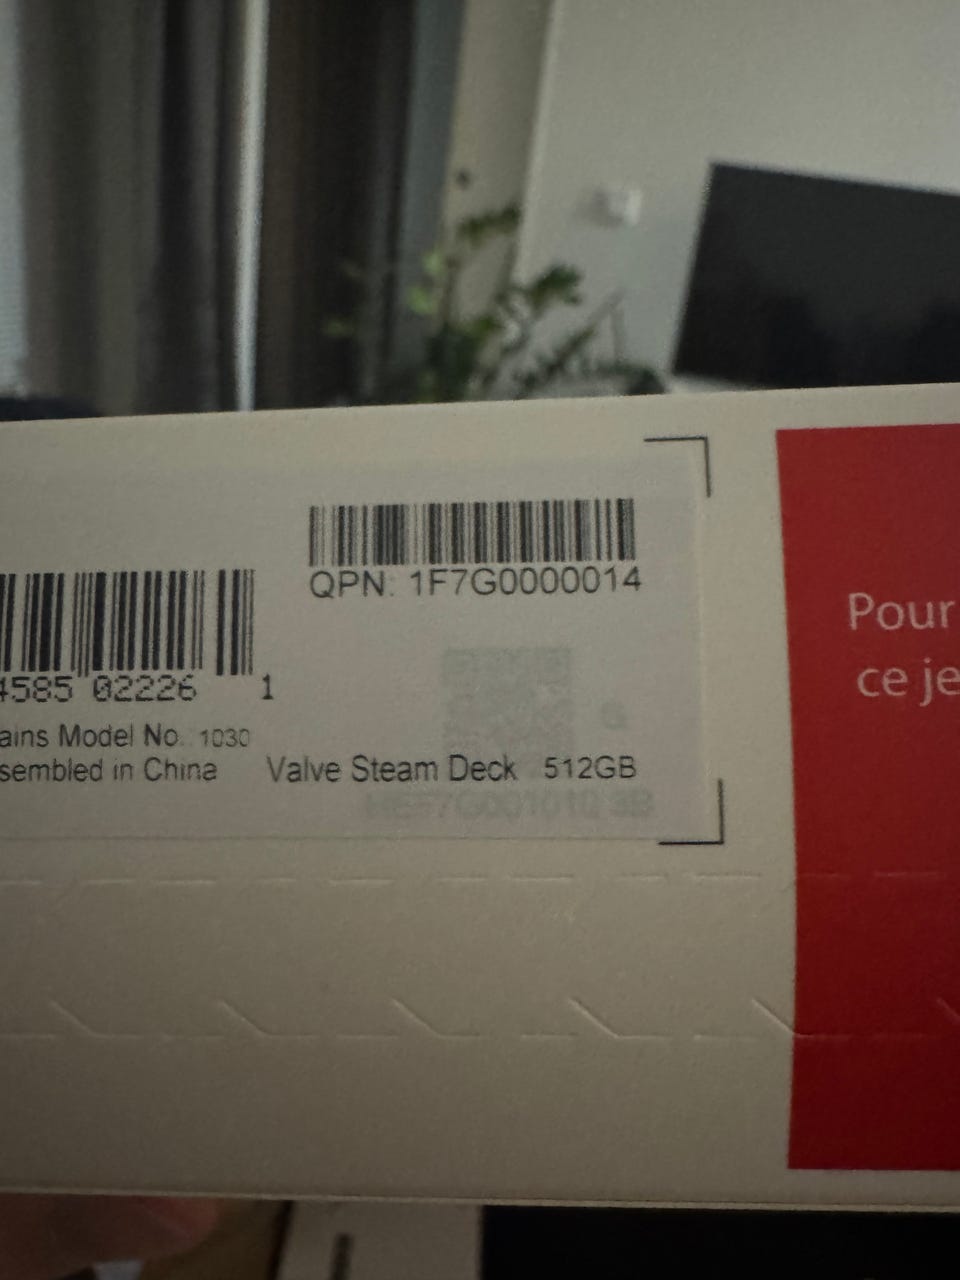 QPN: 1F7G0000014
4585 02226 1
ains Model No. 1030
sembled in China
Valve Steam Deck 512GB
Pour
ce je